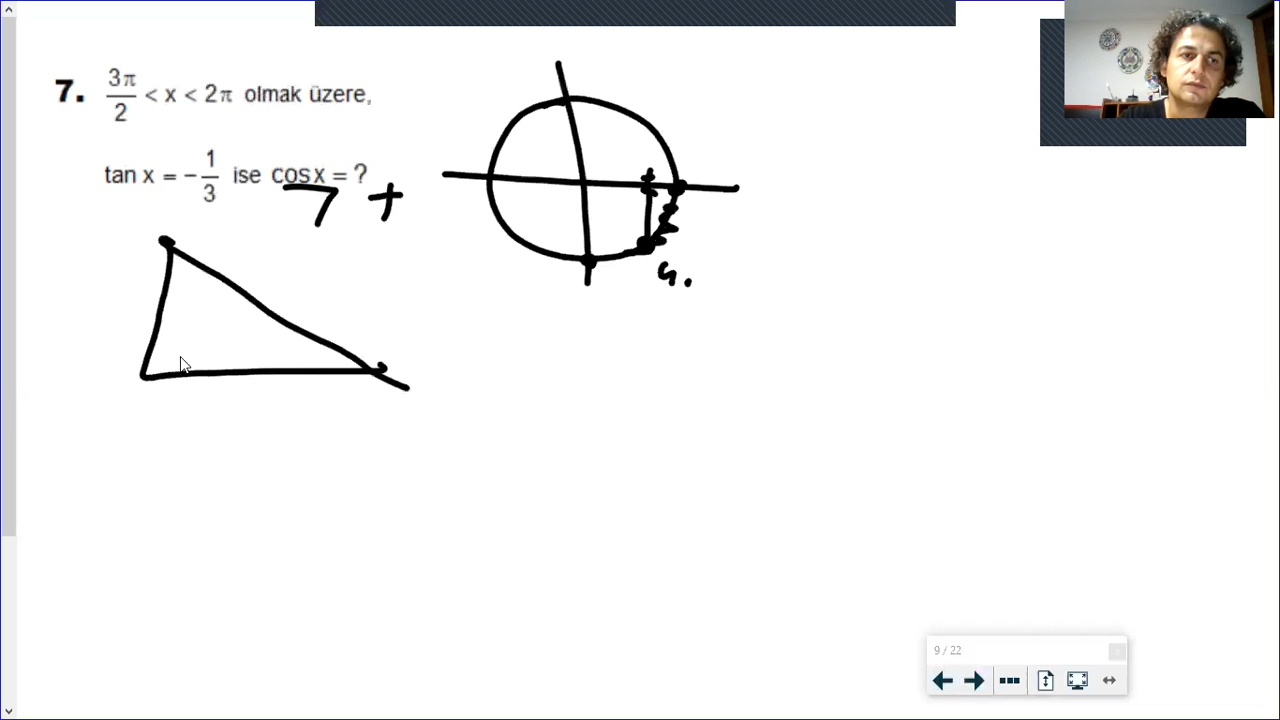 7. 3π/2 < x < 2π olmak üzere,
tan x = - 1/3 ise cos x = ?
+
4.
9 / 22